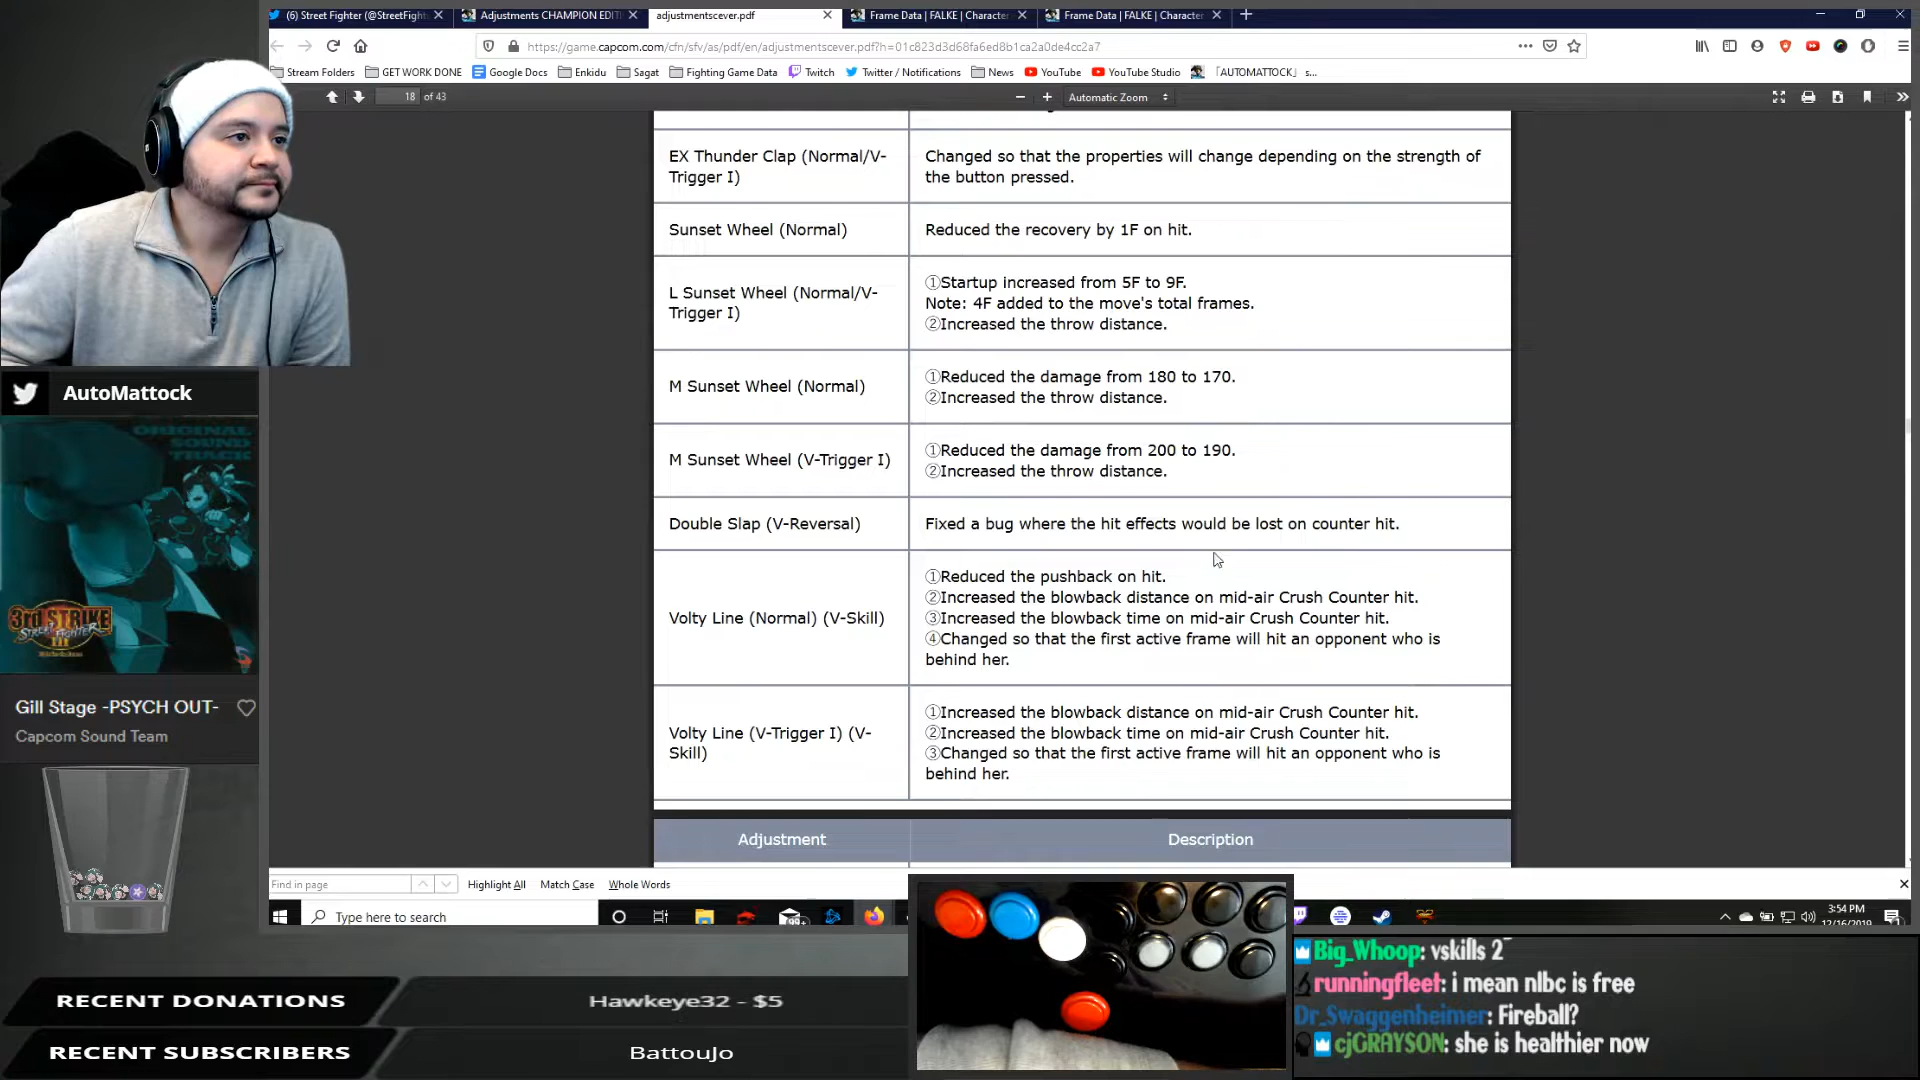 (6) Street Fighter (@StreetFight
Adjustments CHAMPION EDITI
adjustmentscever.pdf
Frame Data | FALKE | Character
Frame Data | FALKE | Character
https://game.capcom.com/cfn/sfv/as/pdf/en/adjustmentscever.pdf?h=01c823d3d68fa6ed8b1ca2a0de4cc2a7
Stream Folders
GET WORK DONE
Google Docs
Enkidu
Sagat
Fighting Game Data
Twitch
Twitter / Notifications
News
YouTube
YouTube Studio
「AUTOMATTOCK」 s...
18 of 43
Automatic Zoom
EX Thunder Clap (Normal/V-
Trigger I)
Changed so that the properties will change depending on the strength of
the button pressed.
Sunset Wheel (Normal)
Reduced the recovery by 1F on hit.
L Sunset Wheel (Normal/V-
Trigger I)
①Startup increased from 5F to 9F.
Note: 4F added to the move's total frames.
②Increased the throw distance.
M Sunset Wheel (Normal)
①Reduced the damage from 180 to 170.
②Increased the throw distance.
M Sunset Wheel (V-Trigger I)
①Reduced the damage from 200 to 190.
②Increased the throw distance.
Double Slap (V-Reversal)
Fixed a bug where the hit effects would be lost on counter hit.
Volty Line (Normal) (V-Skill)
①Reduced the pushback on hit.
②Increased the blowback distance on mid-air Crush Counter hit.
③Increased the blowback time on mid-air Crush Counter hit.
④Changed so that the first active frame will hit an opponent who is
behind her.
Volty Line (V-Trigger I) (V-
Skill)
①Increased the blowback distance on mid-air Crush Counter hit.
②Increased the blowback time on mid-air Crush Counter hit.
③Changed so that the first active frame will hit an opponent who is
behind her.
Adjustment
Description
Find in page
Highlight All
Match Case
Whole Words
Type here to search
99+
3:54 PM
12/16/2019
AutoMattock
ORIGINAL
SOUND
TRACK
3rd STRIKE
STREET FIGHTER III
Gill Stage -PSYCH OUT-
Capcom Sound Team
RECENT DONATIONS
Hawkeye32 - $5
RECENT SUBSCRIBERS
BattouJo
Big_Whoop: vskills 2
runningfleet: i mean nlbc is free
Dr_Swaggenheimer: Fireball?
cjGRAYSON: she is healthier now